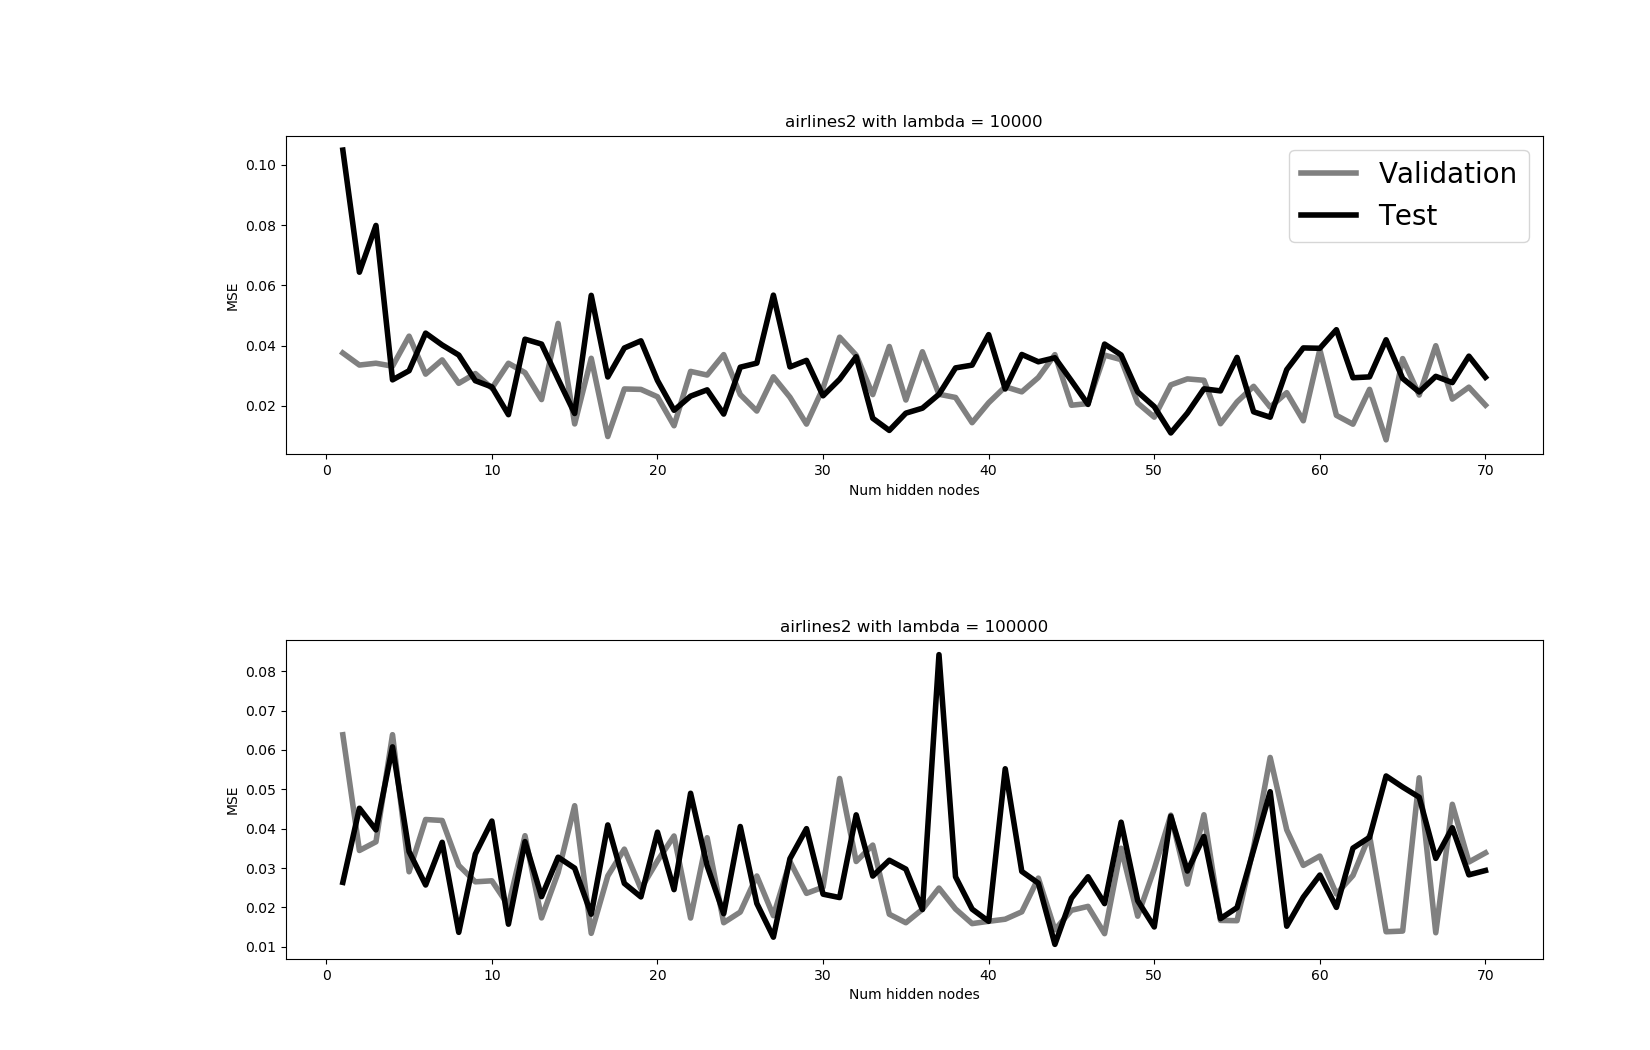 airlines2 with lambda = 10000
0.10
0.08
0.06
0.04
0.02
MSE
Validation
Test
0 10 20 30 40 50 60 70
Num hidden nodes
airlines2 with lambda = 100000
0.08
0.07
0.06
0.05
0.04
0.03
0.02
0.01
MSE
0 10 20 30 40 50 60 70
Num hidden nodes